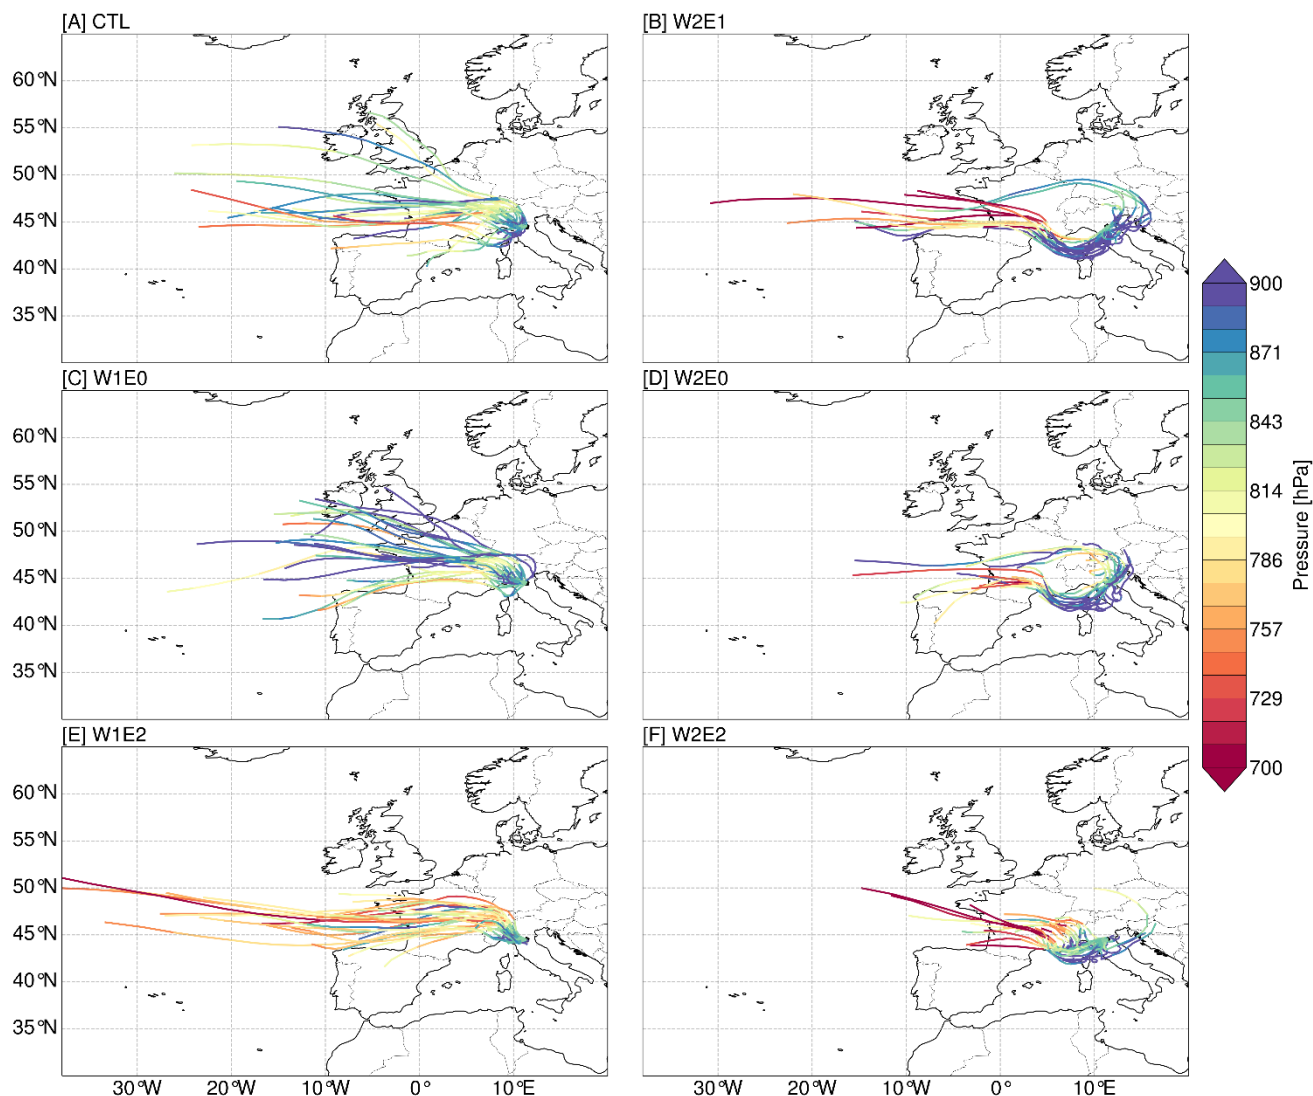 [A] CTL
[B] W2E1
60°N
55°N
50°N
45°N
40°N
35°N
[C] W1E0
[D] W2E0
60°N
55°N
50°N
45°N
40°N
35°N
[E] W1E2
[F] W2E2
60°N
55°N
50°N
45°N
40°N
35°N
30°W 20°W 10°W 0° 10°E
30°W 20°W 10°W 0° 10°E
900
871
843
814
786
757
729
700
Pressure [hPa]